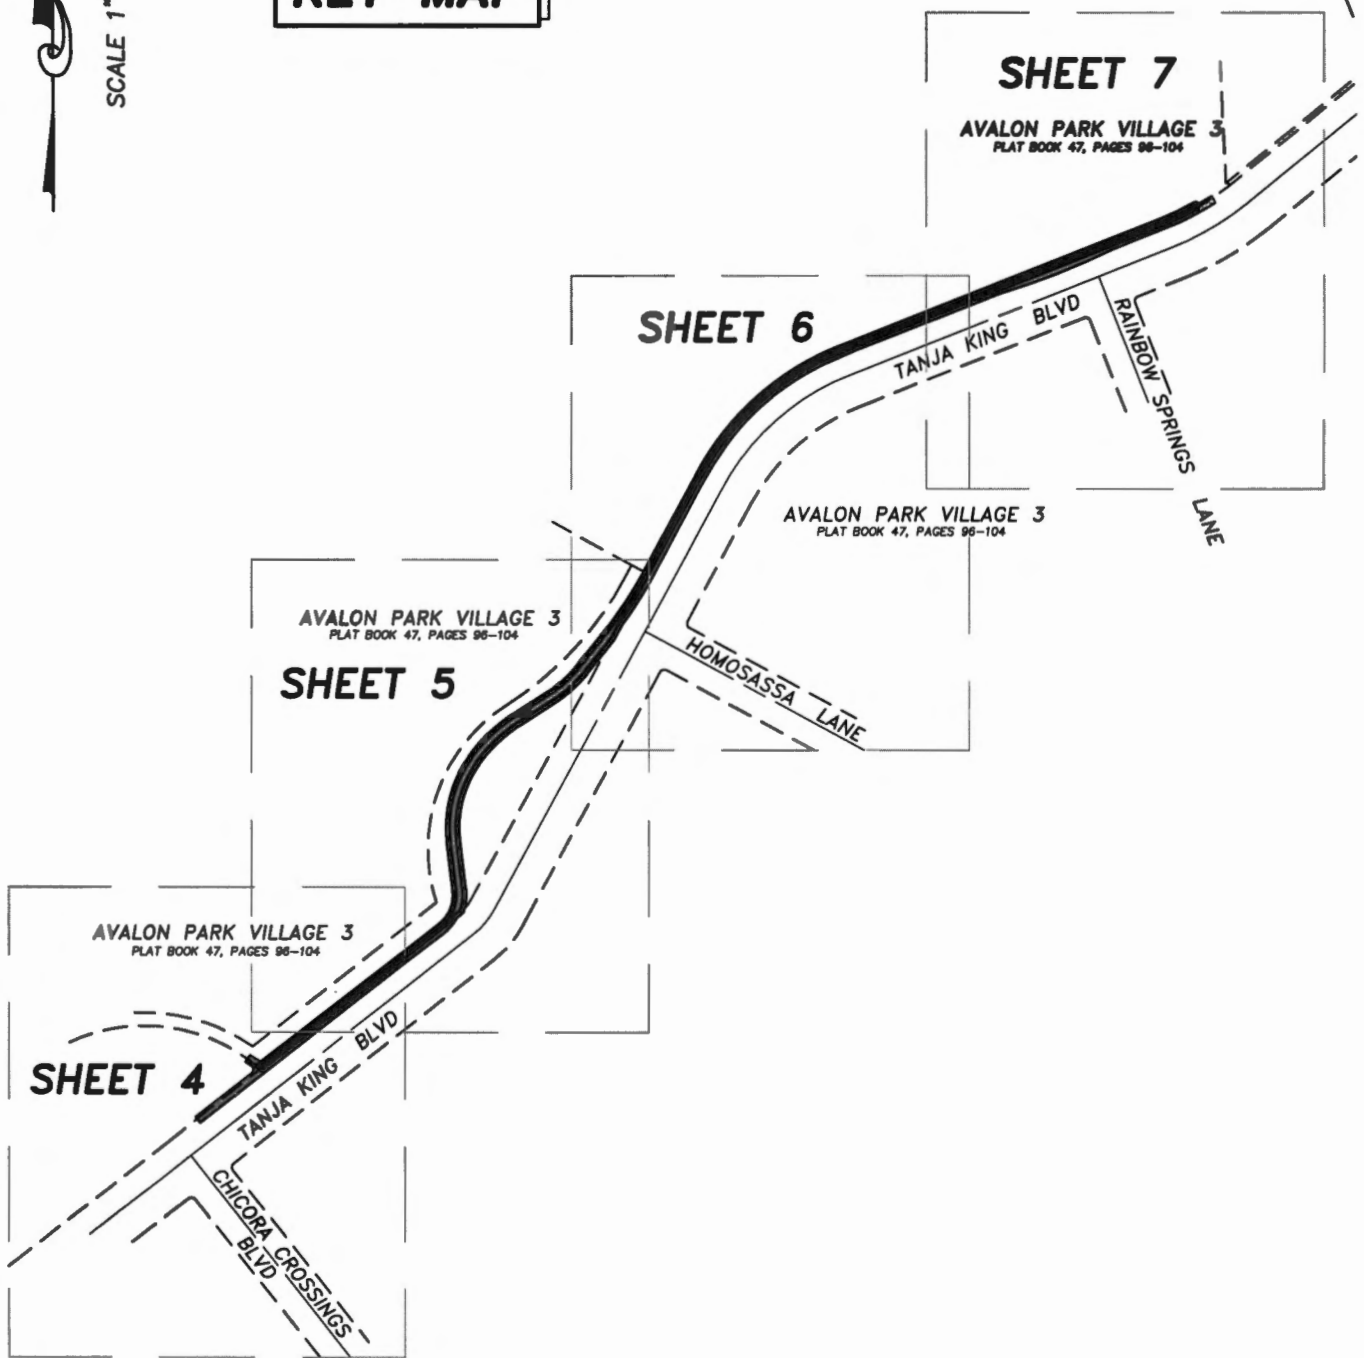 KEY MAP
SCALE 1"
SHEET 7
AVALON PARK VILLAGE 3
PLAT BOOK 47, PAGES 96-104
SHEET 6
TANJA KING BLVD
RAINBOW SPRINGS LANE
AVALON PARK VILLAGE 3
PLAT BOOK 47, PAGES 96-104
AVALON PARK VILLAGE 3
PLAT BOOK 47, PAGES 96-104
SHEET 5
HOMOSASSA LANE
AVALON PARK VILLAGE 3
PLAT BOOK 47, PAGES 96-104
SHEET 4
TANJA KING BLVD
CHICORA CROSSINGS
BLVD